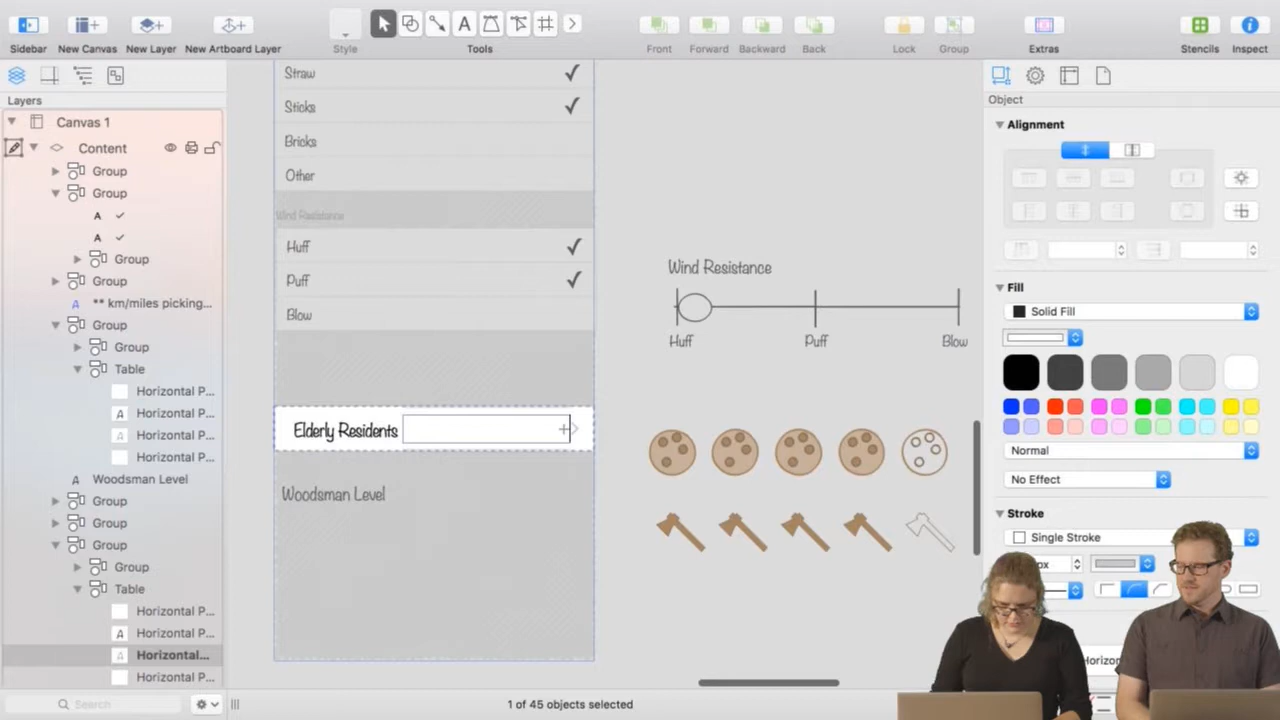 Sidebar New Canvas New Layer New Artboard Layer Style Tools Front Forward Backward Back Lock Group Extras Stencils Inspect
Layers
Canvas 1
Content
Group
Group
A ✓
A ✓
Group
Group
A ** km/miles picking...
Group
Group
Table
Horizontal P...
A Horizontal P...
A Horizontal P...
Horizontal P...
A Woodsman Level
Group
Group
Group
Group
Table
Horizontal P...
A Horizontal P...
A Horizontal...
Horizontal P...
Search
Straw ✓
Sticks ✓
Bricks
Other
Wind Resistance
Huff ✓
Puff ✓
Blow
Elderly Residents
Woodsman Level
Wind Resistance
Huff Puff Blow
1 of 45 objects selected
Object
Alignment
Fill
Solid Fill
Normal
No Effect
Stroke
Single Stroke